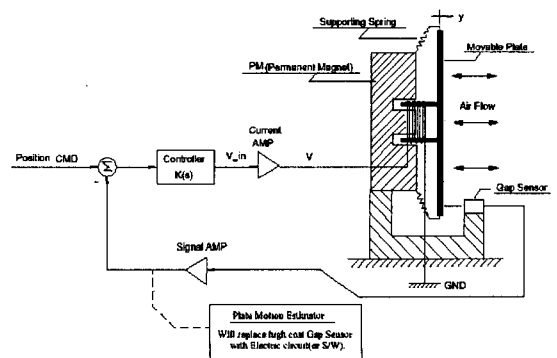 Supporting Spring
y
PM (Permanent Magnet)
Movable Plate
Air Flow
Current
AMP
Position CMD
Σ
Controller
K(s)
V_in
V
Gap Sensor
-
Signal AMP
GND
Plate Motion Estimator
Will replace high cost Gap Sensor
with Electric circuit(or S/W).